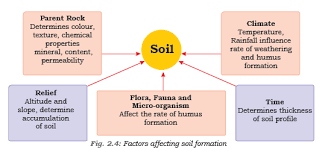 Parent Rock
Determines colour,
texture, chemical
properties
mineral, content,
permeability
Soil
Climate
Temperature,
Rainfall influence
rate of weathering
and humus
formation
Relief
Altitude and
slope, determine
accumulation
of soil
Flora, Fauna and
Micro-organism
Affect the rate of humus
formation
Time
Determines thickness
of soil profile
Fig. 2.4: Factors affecting soil formation